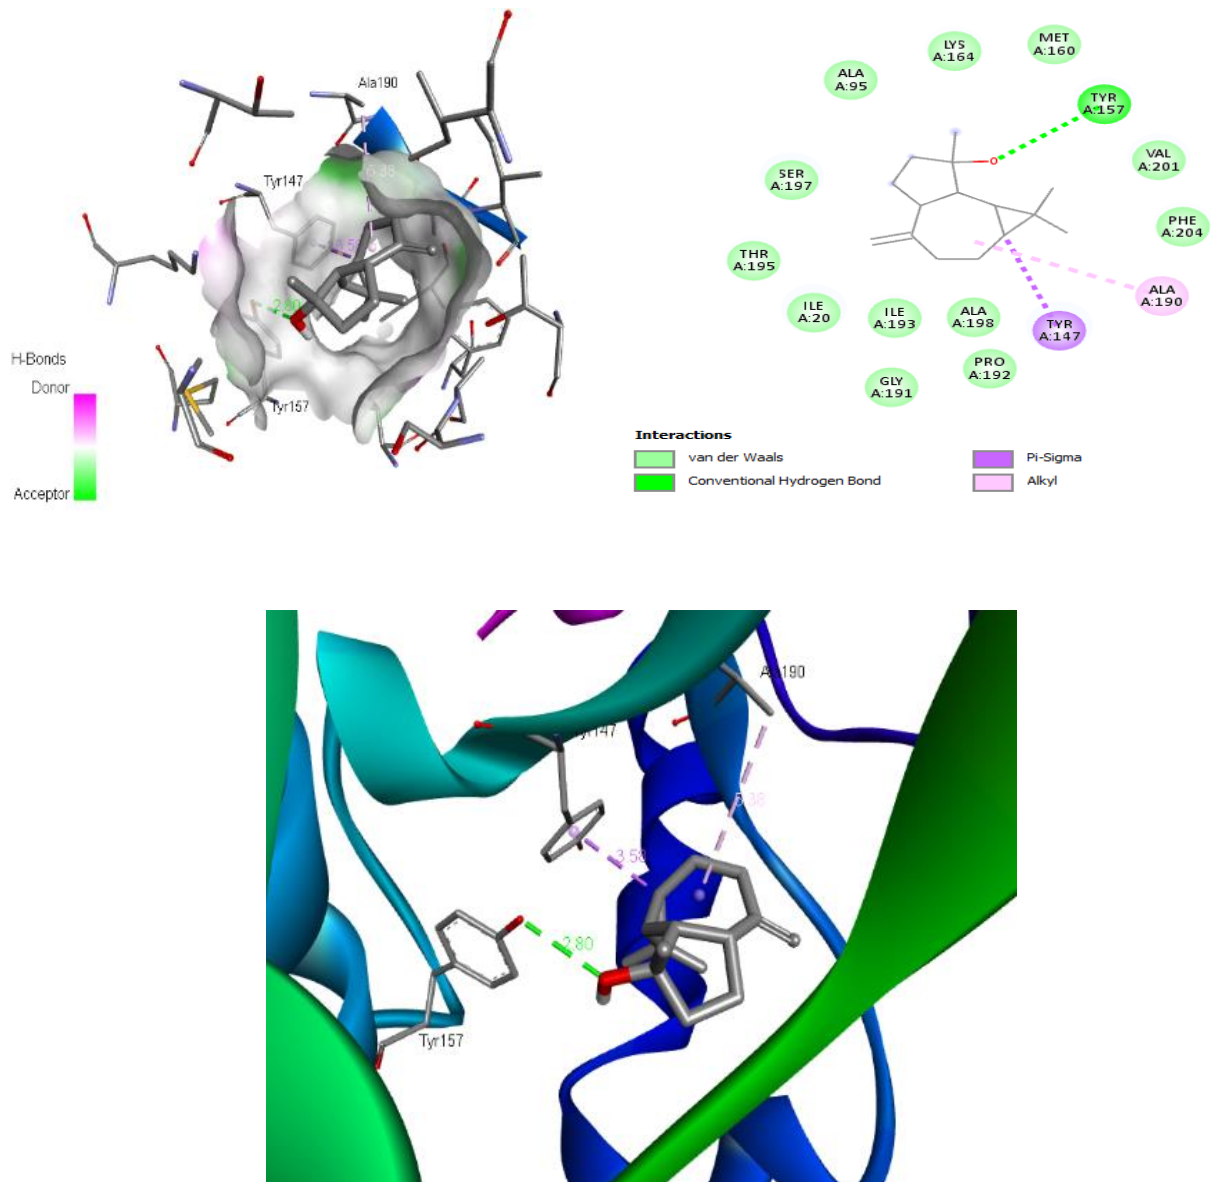 Ala190
Tyr147
2.80
Tyr157
H-Bonds
Donor
Acceptor
LYS
A:164
MET
A:160
ALA
A:95
TYR
A:157
VAL
A:201
SER
A:197
PHE
A:204
THR
A:195
ALA
A:190
ILE
A:20
ILE
A:193
ALA
A:198
TYR
A:147
PRO
A:192
GLY
A:191
Interactions
van der Waals
Conventional Hydrogen Bond
Pi-Sigma
Alkyl
Ala190
Tyr147
3.58
2.80
Tyr157